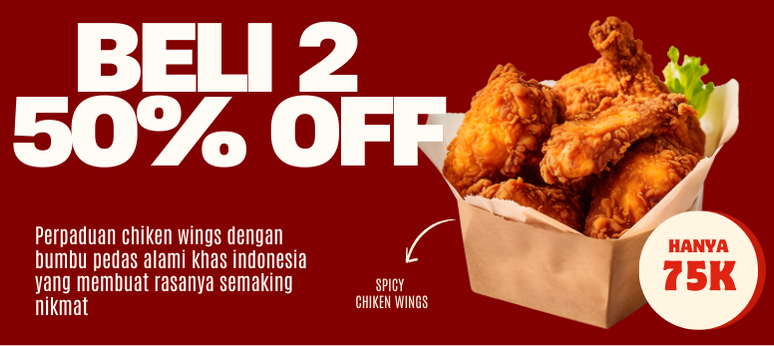 BELI 2
50% OFF
Perpaduan chiken wings dengan
bumbu pedas alami khas indonesia
yang membuat rasanya semaking
nikmat
SPICY
CHIKEN WINGS
HANYA
75K